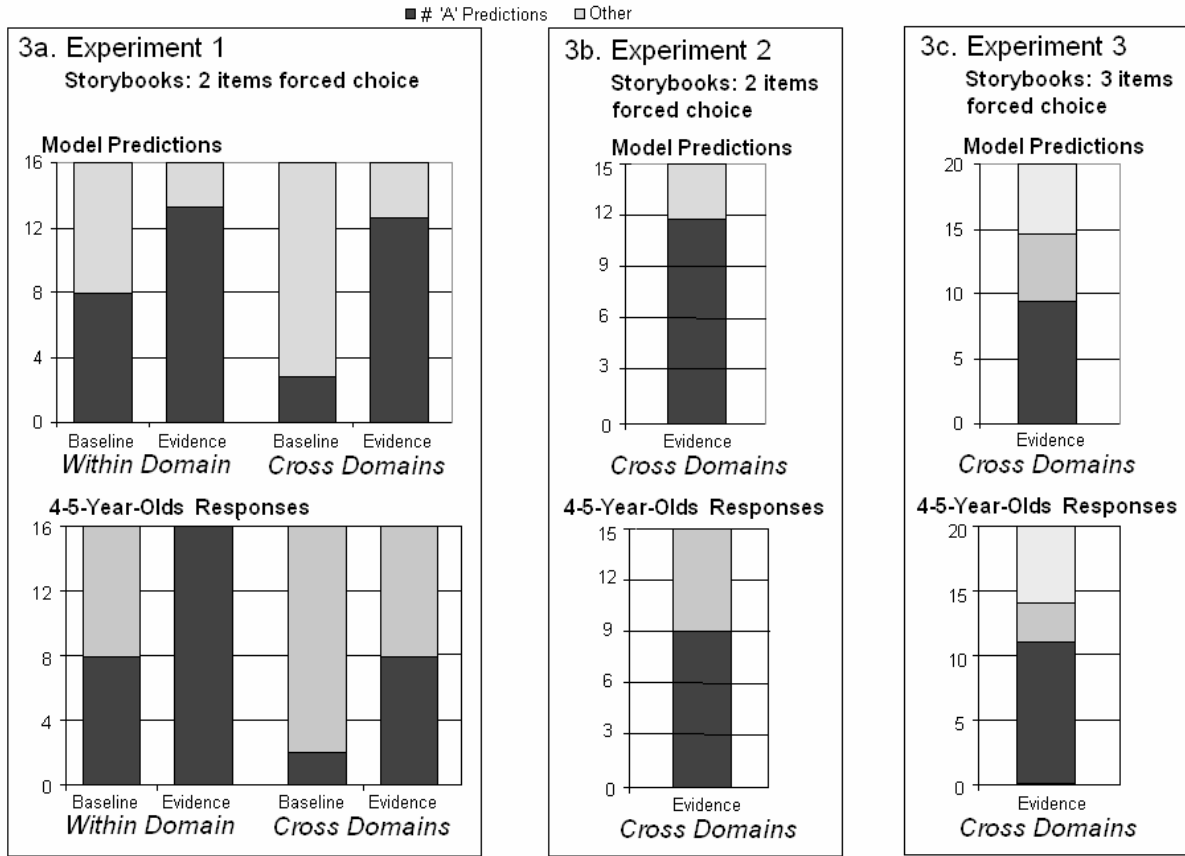 # 'A' Predictions Other
3a. Experiment 1
Storybooks: 2 items forced choice
Model Predictions
16
12
8
4
0
Baseline Evidence Baseline Evidence
Within Domain Cross Domains
4-5-Year-Olds Responses
16
12
8
4
0
Baseline Evidence Baseline Evidence
Within Domain Cross Domains
3b. Experiment 2
Storybooks: 2 items
forced choice
Model Predictions
15
12
9
6
3
0
Evidence
Cross Domains
4-5-Year-Olds Responses
15
12
9
6
3
0
Evidence
Cross Domains
3c. Experiment 3
Storybooks: 3 items
forced choice
Model Predictions
20
15
10
5
0
Evidence
Cross Domains
4-5-Year-Olds Responses
20
15
10
5
0
Evidence
Cross Domains